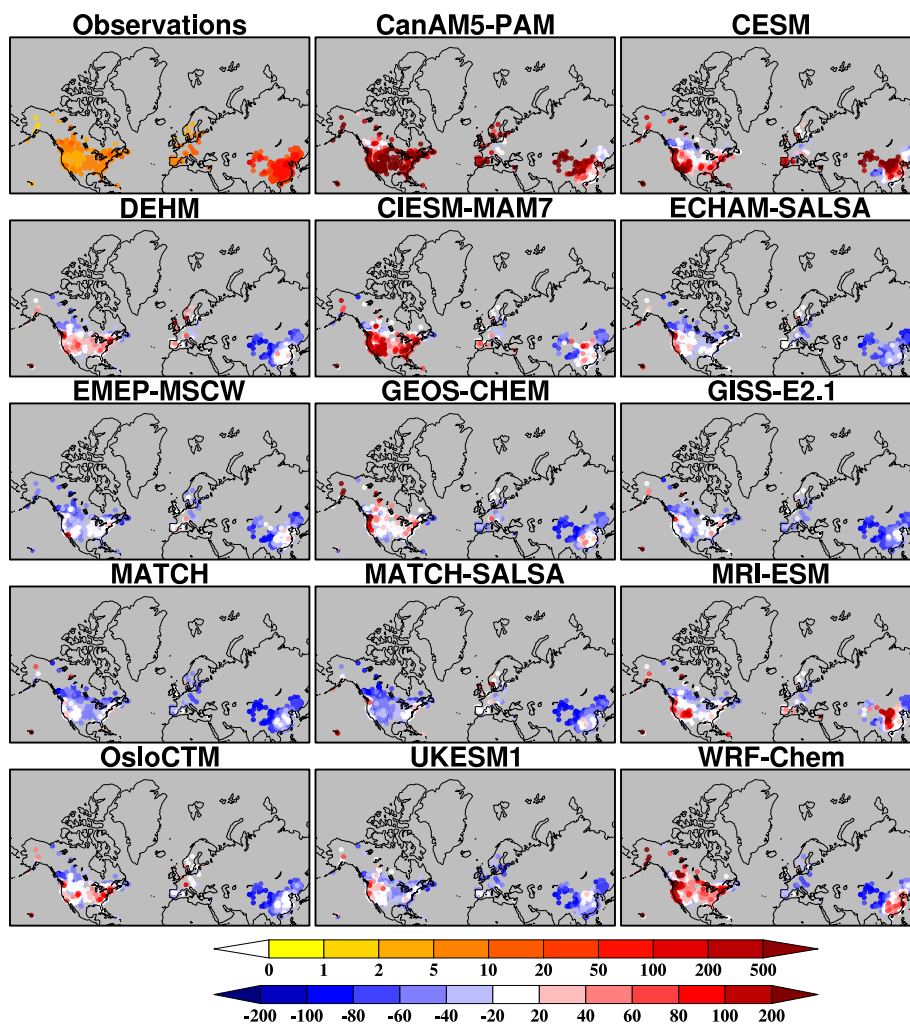 Observations CanAM5-PAM CESM
DEHM CIESM-MAM7 ECHAM-SALSA
EMEP-MSCW GEOS-CHEM GISS-E2.1
MATCH MATCH-SALSA MRI-ESM
OsloCTM UKESM1 WRF-Chem
0 1 2 5 10 20 50 100 200 500
-200 -100 -80 -60 -40 -20 20 40 60 80 100 200